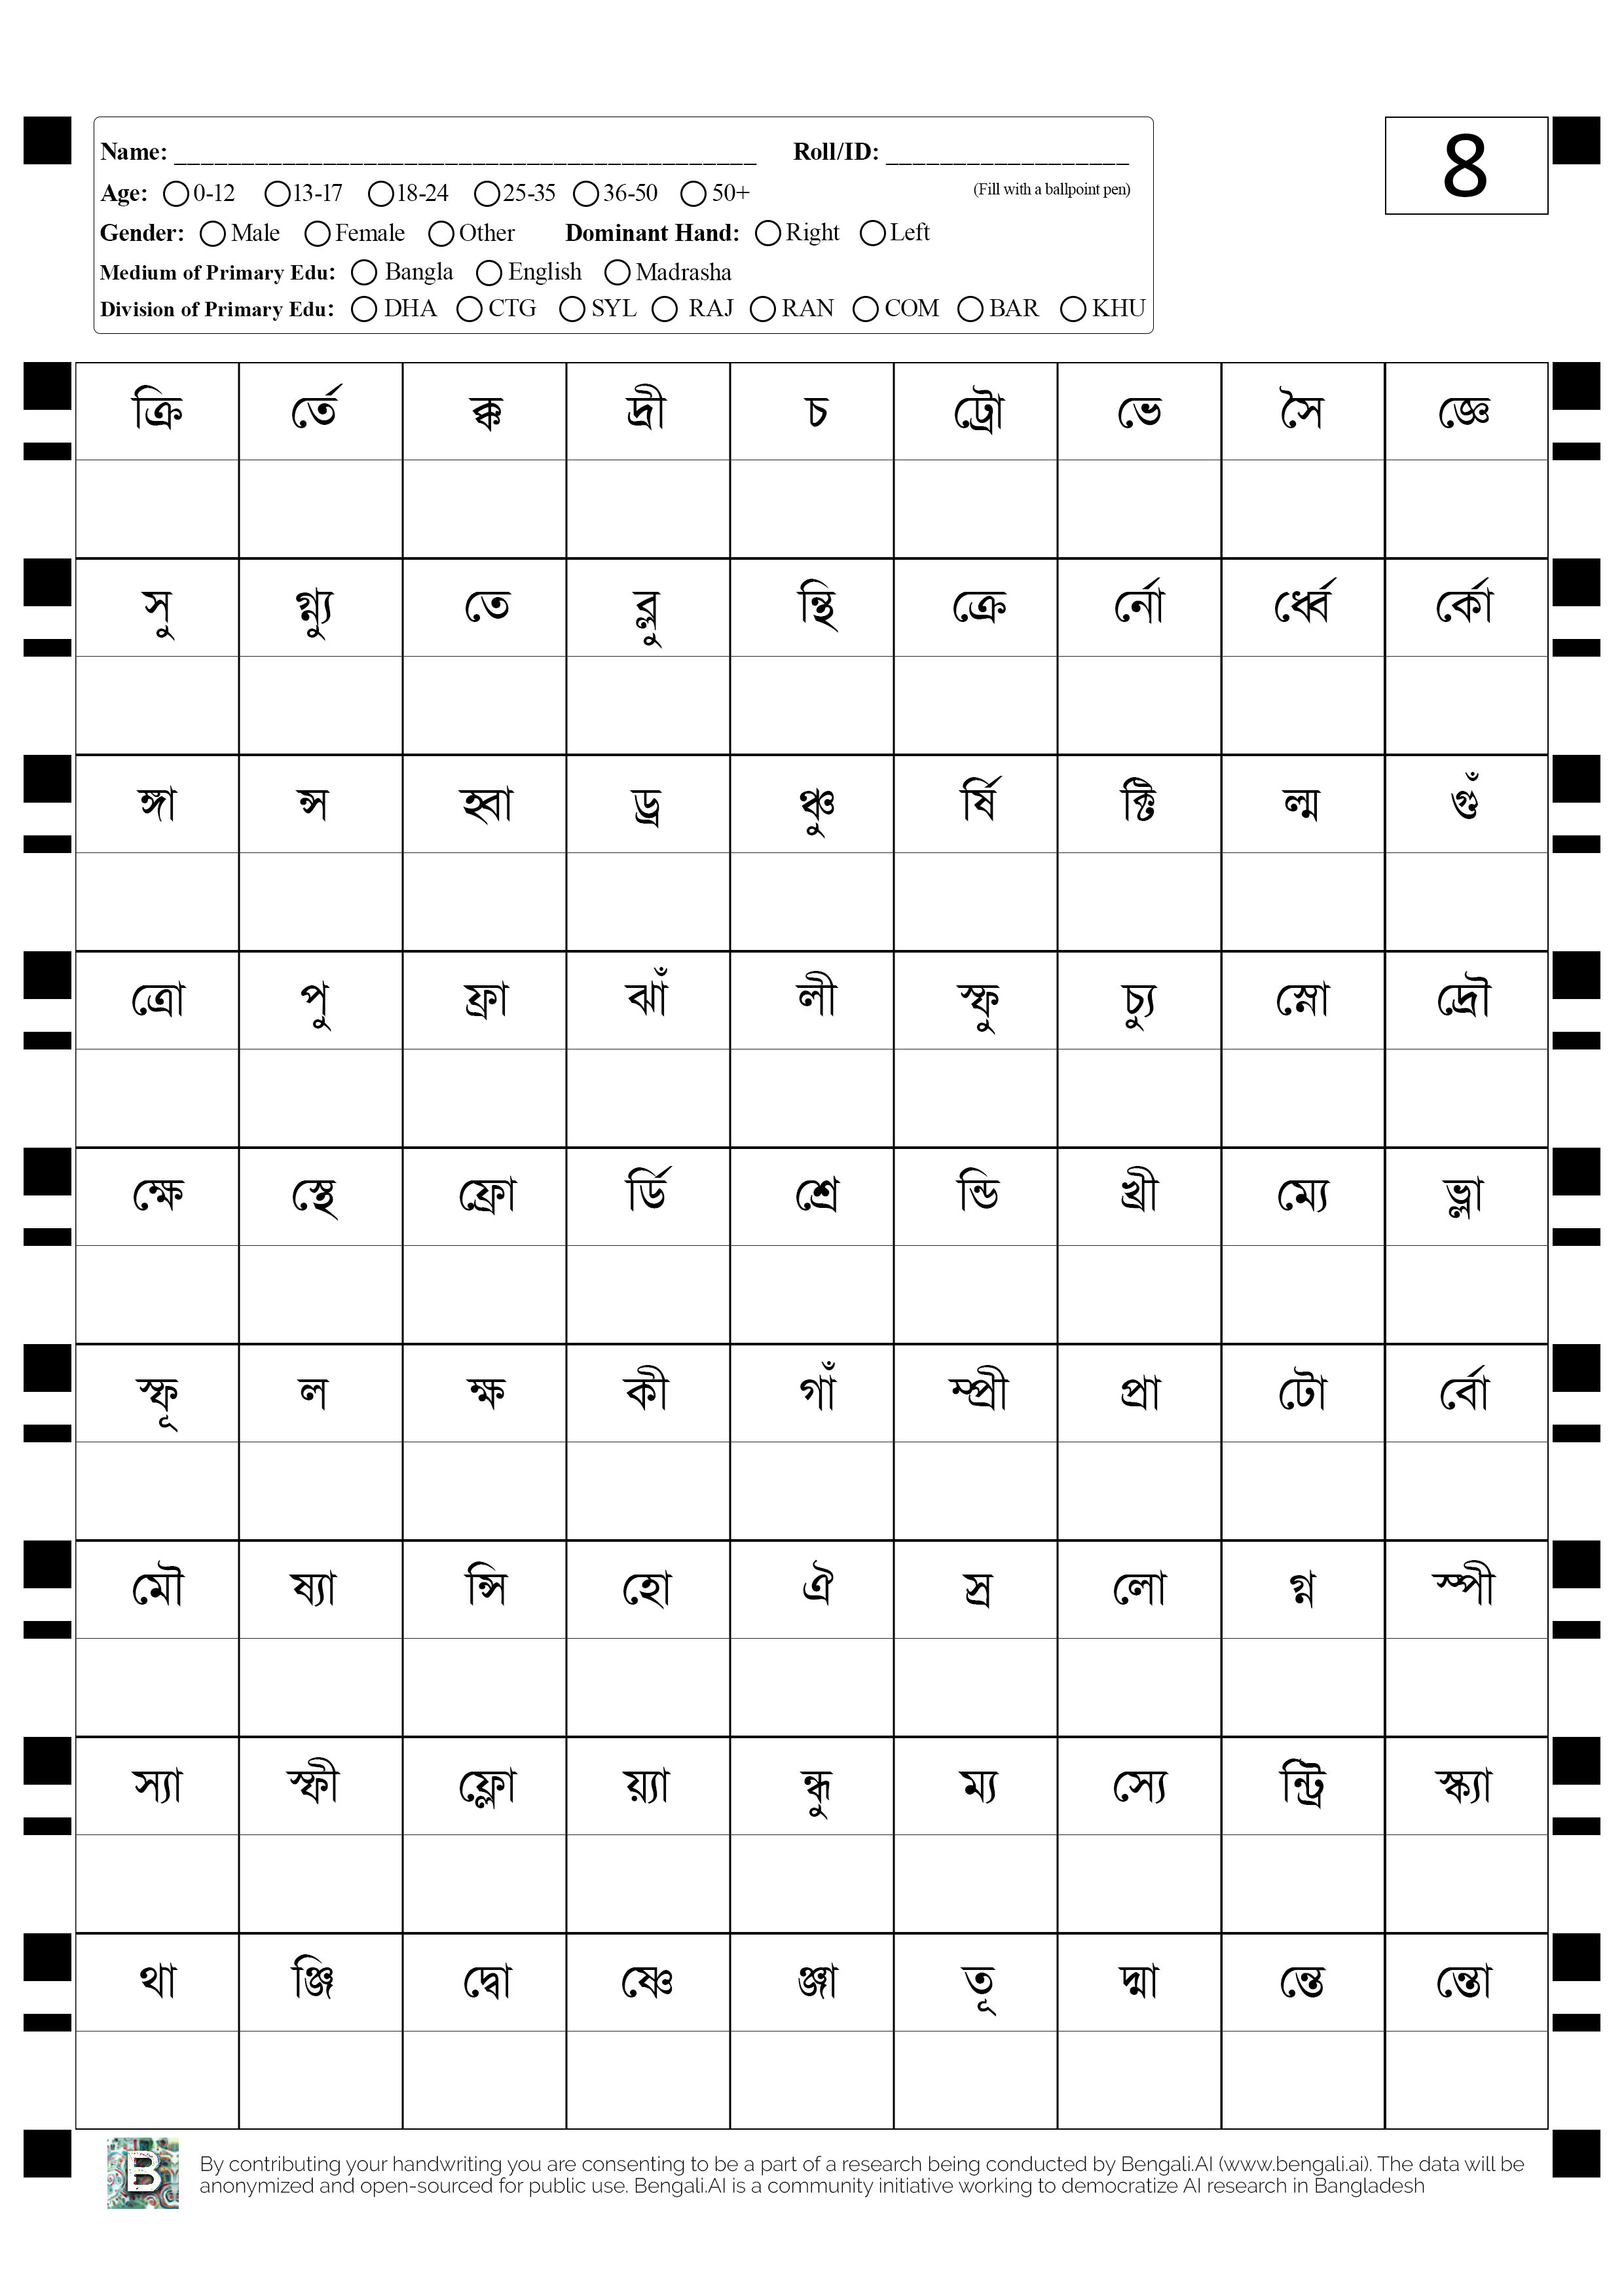 Name: ___________________________________________ Roll/ID: __________________
Age: 0-12 13-17 18-24 25-35 36-50 50+ (Fill with a ballpoint pen)
Gender: Male Female Other Dominant Hand: Right Left
Medium of Primary Edu: Bangla English Madrasha
Division of Primary Edu: DHA CTG SYL RAJ RAN COM BAR KHU
8
ক্রি র্তে ক্ক দ্রী চ ট্রো ভে সৈ জ্ঞে
সু গ্ন্যু তে ব্লু ন্থি ক্রে র্নো র্ধ্বে র্কো
ঙ্গা ন্স হ্বা ড্র ঞ্চু র্ষি ক্টি ল্ম গুঁ
ত্রো পু ফ্রা ঝাঁ লী স্ফু চ্যু স্নো দ্রৌ
ক্ষে স্থে ফ্রো র্ডি শ্রে ন্ডি খ্রী ম্যে ভ্লা
স্ফূ ল ক্ষ কী গাঁ ম্প্রী প্রা টো র্বো
মৌ ষ্যা ন্সি হো ঐ স্র লো গ্ন স্পী
স্যা স্ফী ফ্লো য়্যা ন্ধু ম্য স্যে ন্ট্রি স্ক্যা
থা ঞ্জি দ্বো ষ্ণে ঞ্জা তূ দ্মা ন্তে ন্তো
B
By contributing your handwriting you are consenting to be a part of a research being conducted by Bengali.AI (www.bengali.ai). The data will be
anonymized and open-sourced for public use. Bengali.AI is a community initiative working to democratize AI research in Bangladesh